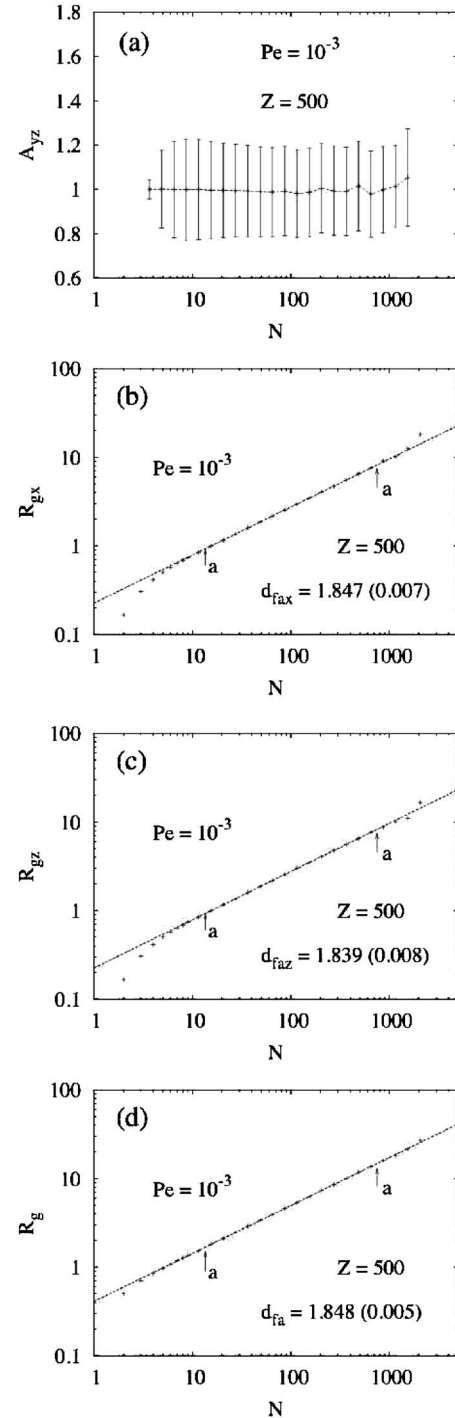 (a)
Pe = 10⁻³
Z = 500
A_yz
1.8
1.6
1.4
1.2
1
0.8
0.6
1 10 100 1000
N
(b)
Pe = 10⁻³
R_gx
100
10
1
0.1
a
a
Z = 500
d_fax = 1.847 (0.007)
1 10 100 1000
N
(c)
Pe = 10⁻³
R_gz
100
10
1
0.1
a
a
Z = 500
d_faz = 1.839 (0.008)
1 10 100 1000
N
(d)
Pe = 10⁻³
R_g
100
10
1
0.1
a
a
Z = 500
d_fa = 1.848 (0.005)
1 10 100 1000
N